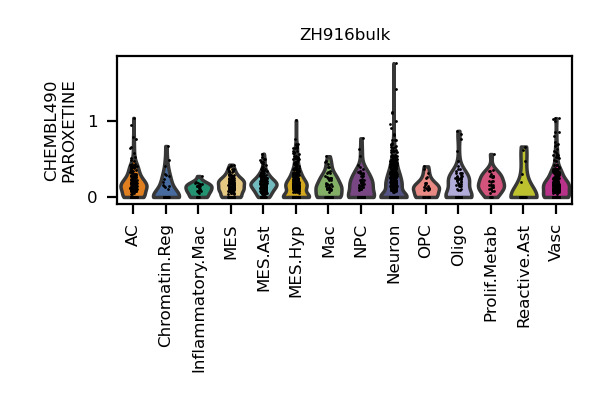 ZH916bulk
CHEMBL490
PAROXETINE
1
0
AC
Chromatin.Reg
Inflammatory.Mac
MES
MES.Ast
MES.Hyp
Mac
NPC
Neuron
OPC
Oligo
Prolif.Metab
Reactive.Ast
Vasc